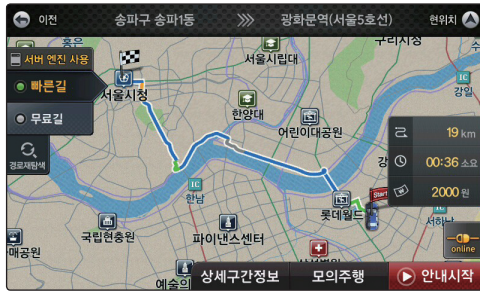 이전
송파구 송파1동
광화문역(서울5호선)
현위치
서버 엔진 사용
빠른길
무료길
경로재탐색
서울시청
서울시립대
구리시청
IC
강일
한양대
어린이대공원
19 km
00:36 소요
2000 원
IC
한남
Start
롯데월드
국립현충원
파이낸스센터
online
상세구간정보
모의주행
안내시작